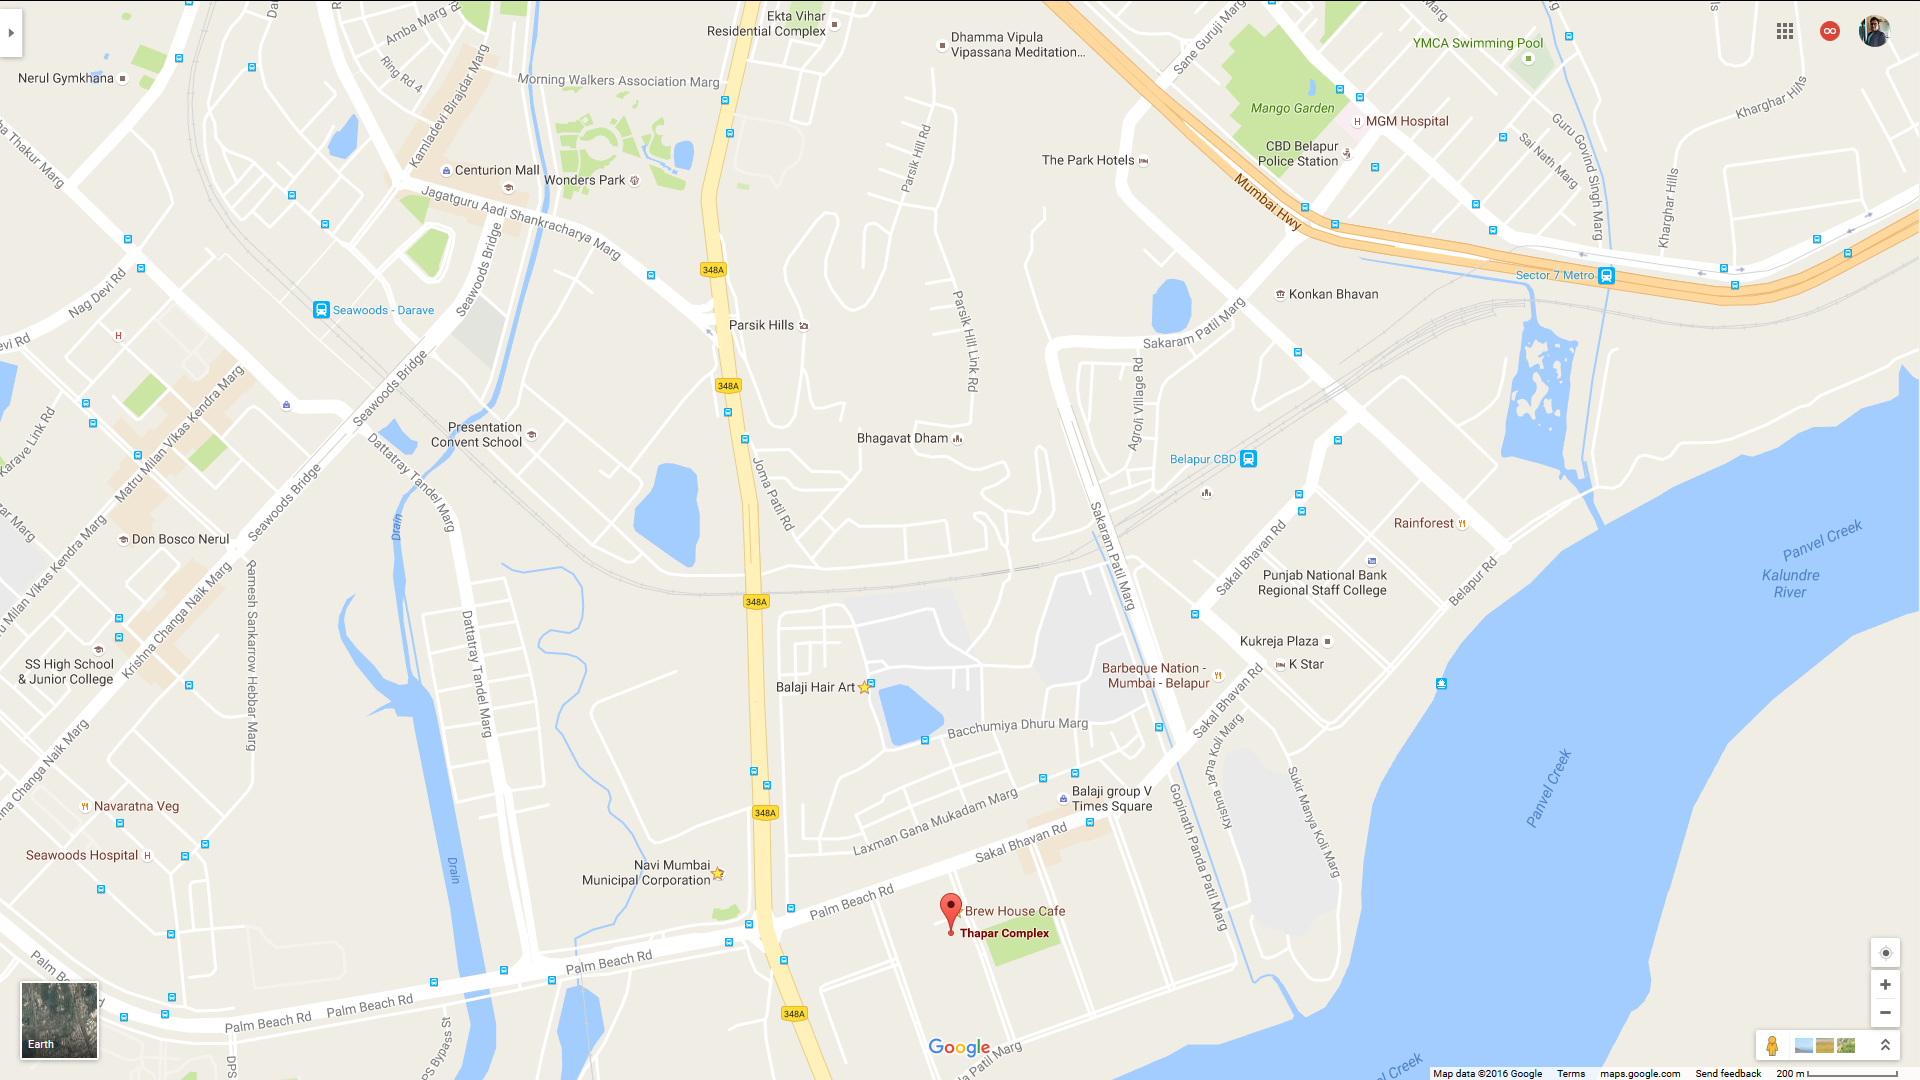 Ekta Vihar
Residential Complex
Dhamma Vipula
Vipassana Meditation...
Sane Guruji Marg
YMCA Swimming Pool
Amba Marg
Ring Rd 4
Nerul Gymkhana
Kamladevi Birajdar Marg
Morning Walkers Association Marg
Mango Garden
MGM Hospital
Kharghar Hills
Guru Govind Singh Marg
Sai Nath Marg
CBD Belapur
Police Station
The Park Hotels
Parsik Hill Rd
Centurion Mall
Wonders Park
Jagatguru Aadi Shankracharya Marg
Mumbai Hwy
Kharghar Hills
a Thakur Marg
Seawoods Bridge
348A
Sector 7 Metro
Nag Devi Rd
Seawoods - Darave
Konkan Bhavan
Parsik Hills
Parsik Hill Link Rd
Sakaram Patil Marg
evi Rd
Seawoods Bridge
348A
Matru Milan Vikas Kendra Marg
Agroli Village Rd
Karave Link Rd
Presentation
Convent School
Bhagavat Dham
Dattatray Tandel Marg
Belapur CBD
Joma Patil Rd
Seawoods Bridge
Sakaram Patil Marg
Rainforest
Drain
Don Bosco Nerul
Sakal Bhavan Rd
Panvel Creek
Kalundre
River
Punjab National Bank
Regional Staff College
Belapur Rd
Milan Vikas Kendra Marg
Krishna Changa Naik Marg
Ramesh Sankarrow Hebbar Marg
348A
Dattatray Tandel Marg
SS High School
& Junior College
Kukreja Plaza
K Star
Barbeque Nation -
Mumbai - Belapur
Balaji Hair Art
Sakal Bhavan Rd
Bacchumiya Dhuru Marg
Krishna Jema Koli Marg
Sukir Manya Koli Marg
Panvel Creek
na Changa Naik Marg
Navaratna Veg
Balaji group V
Times Square
Laxman Gana Mukadam Marg
348A
Gopinath Panda Patil Marg
Sakal Bhavan Rd
Seawoods Hospital
Drain
Navi Mumbai
Municipal Corporation
Palm Beach Rd
Brew House Cafe
Thapar Complex
Palm Beach Rd
Palm Beach Rd
Palm Beach Rd
348A
Earth
DPS
PS Bypass St
Google
a Patil Marg
Panvel Creek
Map data ©2016 Google
Terms
maps.google.com
Send feedback
200 m